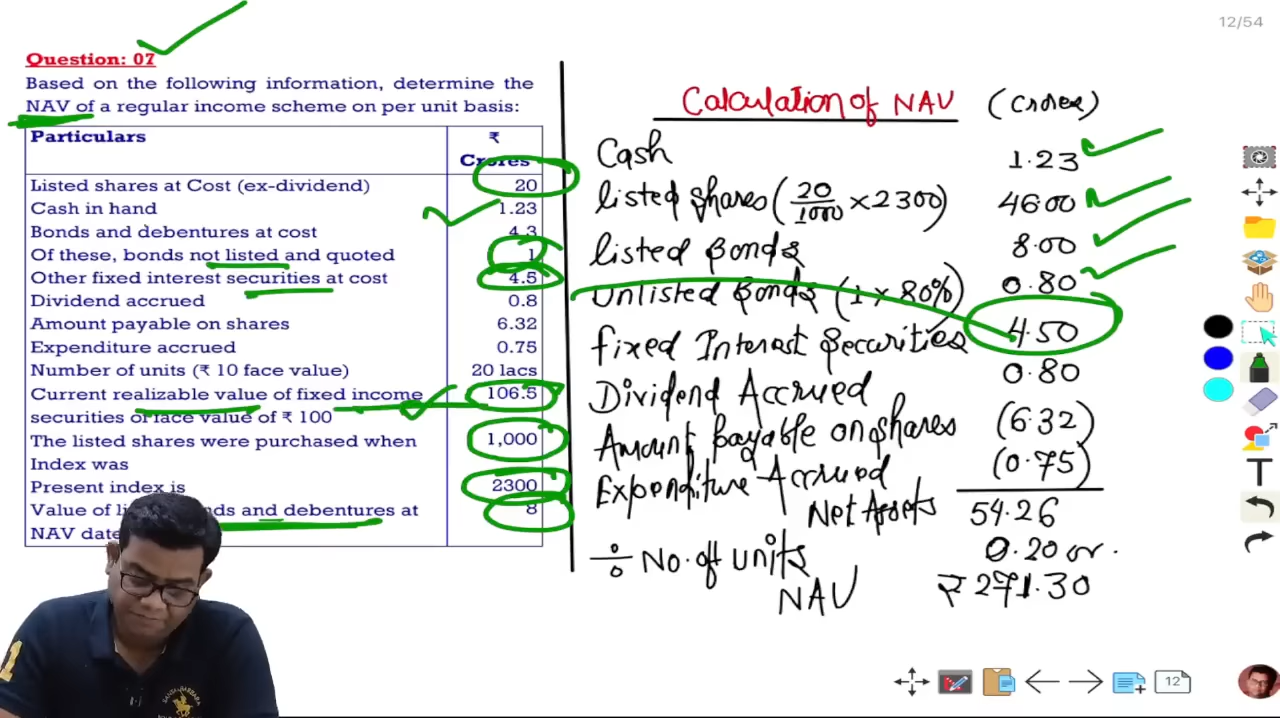 12/54
Question: 07
Based on the following information, determine the
NAV of a regular income scheme on per unit basis:
Particulars ₹
Crores
Listed shares at Cost (ex-dividend) 20
Cash in hand 1.23
Bonds and debentures at cost 4.3
Of these, bonds not listed and quoted 1
Other fixed interest securities at cost 4.5
Dividend accrued 0.8
Amount payable on shares 6.32
Expenditure accrued 0.75
Number of units (₹ 10 face value) 20 lacs
Current realizable value of fixed income 106.5
securities of face value of ₹ 100
The listed shares were purchased when 1,000
Index was
Present index is 2300
Value of and debentures at 8
NAV date
Calculation of NAV (Crores)
Cash 1.23
listed shares (20/1000 × 2300) 46.00
listed Bonds 8.00
Unlisted Bonds (1 × 80%) 0.80
fixed Interest Securities 4.50
Dividend Accrued 0.80
Amount payable on shares (6.32)
Expenditure Accrued (0.75)
Net Assets 54.26
÷ No. of units 0.20 cr.
NAV ₹ 271.30
T
12